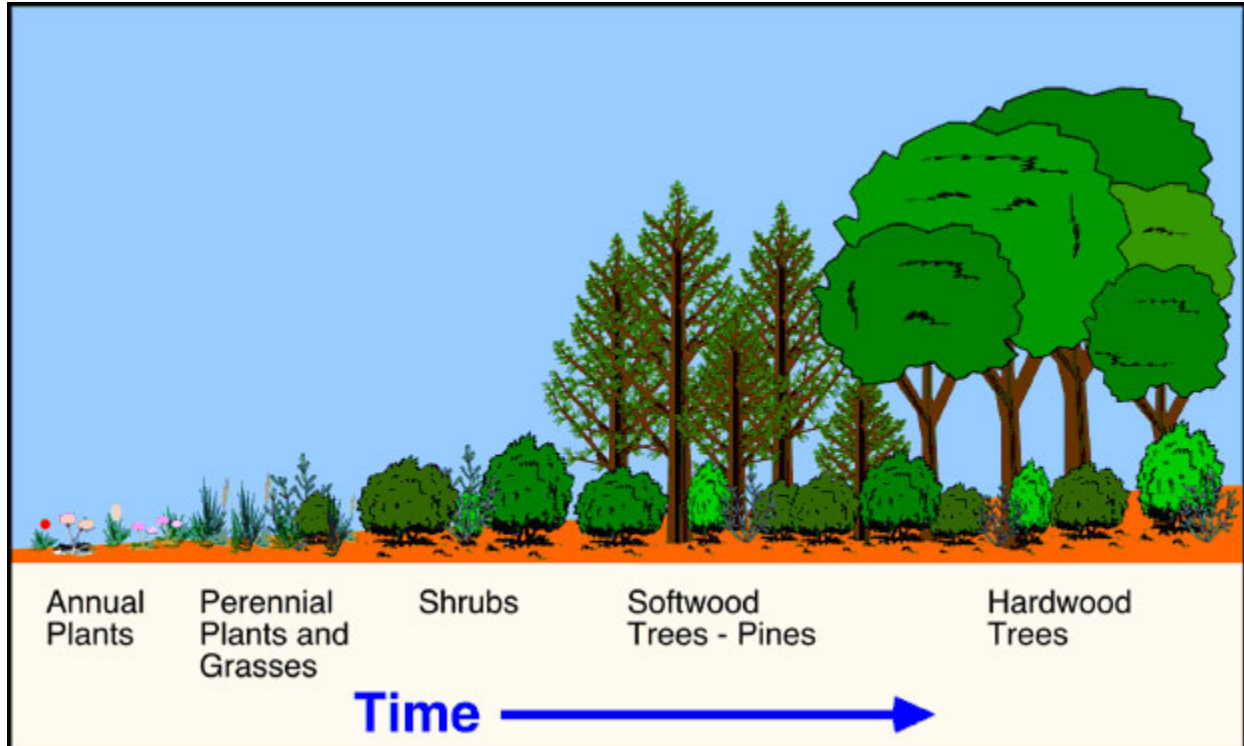 Annual
Plants
Perennial
Plants and
Grasses
Shrubs
Softwood
Trees - Pines
Hardwood
Trees
Time